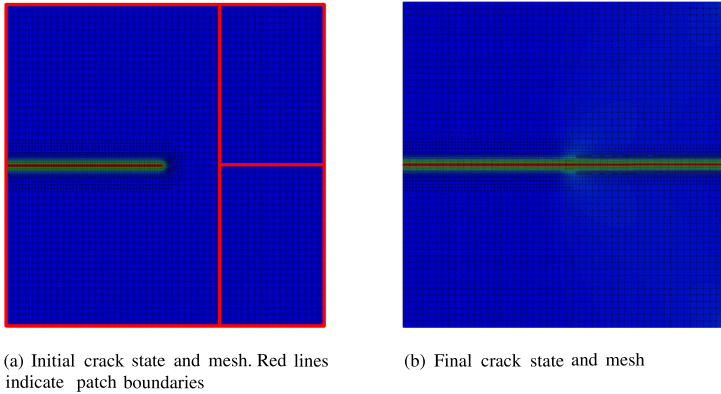 (a) Initial crack state and mesh. Red lines
indicate patch boundaries
(b) Final crack state and mesh